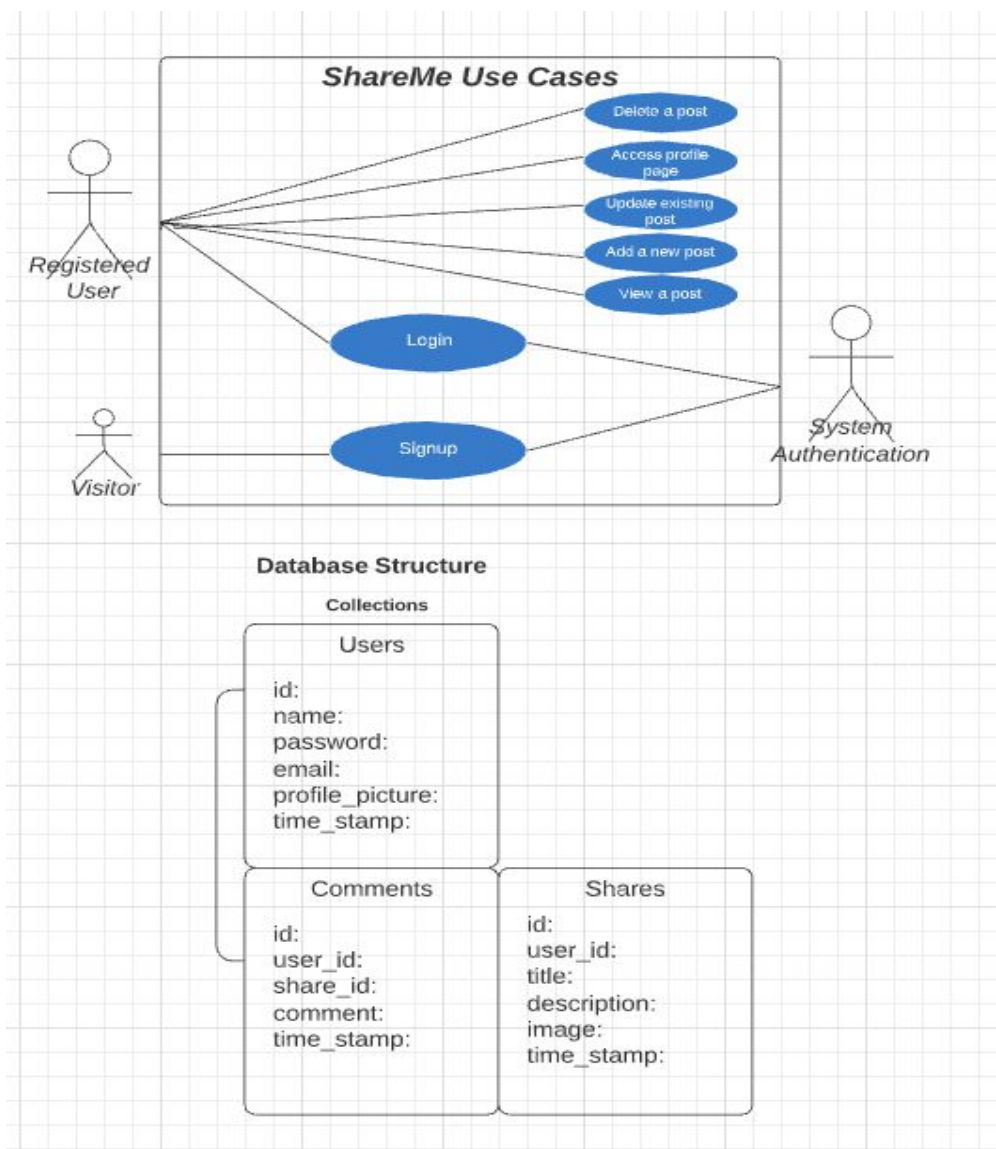 ShareMe Use Cases
Delete a post
Access profile
page
Update existing
post
Add a new post
View a post
Registered
User
Login
System
Authentication
Signup
Visitor
Database Structure
Collections
Users
id:
name:
password:
email:
profile_picture:
time_stamp:
Comments
id:
user_id:
share_id:
comment:
time_stamp:
Shares
id:
user_id:
title:
description:
image:
time_stamp: